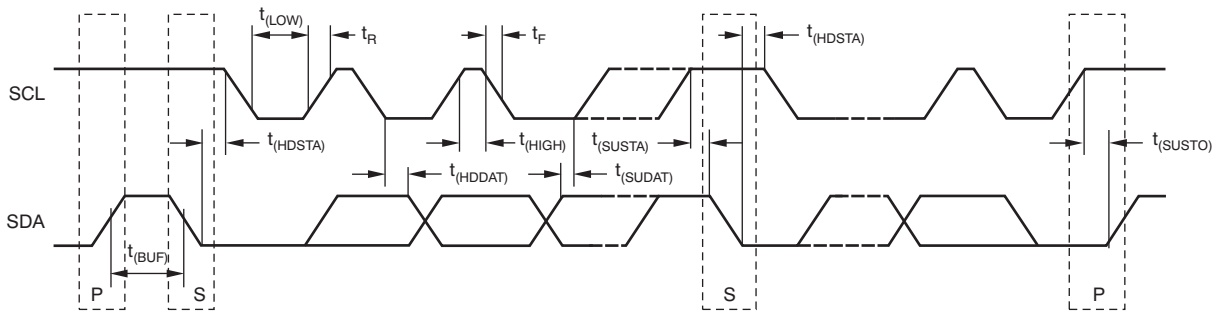 t(LOW)
tR
tF
t(HDSTA)
SCL
t(HDSTA)
t(HIGH)
t(SUSTA)
t(SUSTO)
t(HDDAT)
t(SUDAT)
SDA
t(BUF)
P
S
S
P